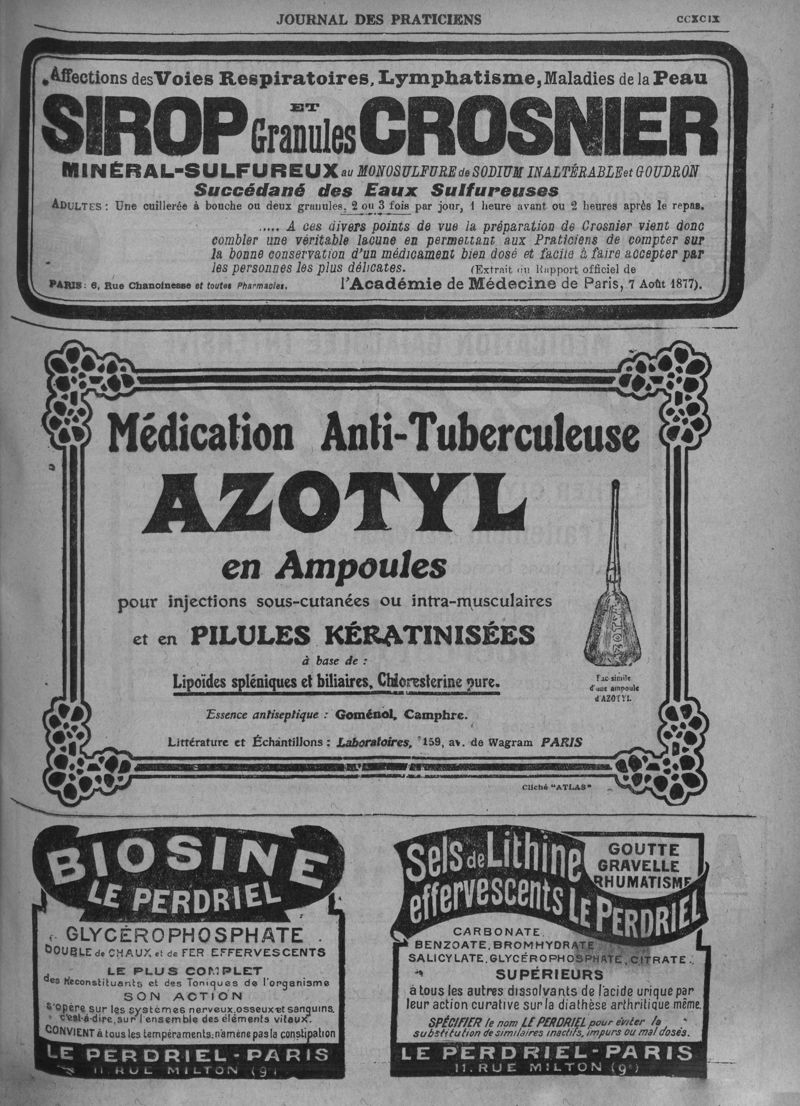 JOURNAL DES PRATICIENS
CCXCIX
Affections des Voies Respiratoires, Lymphatisme, Maladies de la Peau
SIROP ET Granules CROSNIER
MINÉRAL-SULFUREUX au MONOSULFURE de SODIUM INALTÉRABLE et GOUDRON
Succédané des Eaux Sulfureuses
ADULTES : Une cuillerée à bouche ou deux granules, 2 ou 3 fois par jour, 1 heure avant ou 2 heures après le repas.
..... A ces divers points de vue la préparation de Crosnier vient donc
combler une véritable lacune en permettant aux Praticiens de compter sur
la bonne conservation d'un médicament bien dosé et facile à faire accepter par
les personnes les plus délicates. (Extrait du Rapport officiel de
PARIS : 6, Rue Chanoinesse et toutes Pharmacies. l'Académie de Médecine de Paris, 7 Août 1877).
Médication Anti-Tuberculeuse
AZOTYL
en Ampoules
pour injections sous-cutanées ou intra-musculaires
et en PILULES KÉRATINISÉES
à base de :
Lipoïdes spléniques et biliaires, Chloresterine pure.
Essence antiseptique : Goménol, Camphre.
Littérature et Échantillons : Laboratoires, 159, av. de Wagram PARIS
AZOTYL
Fac-simile
d'une ampoule
d'AZOTYL
Cliché "ATLAS"
BIOSINE
LE PERDRIEL
GLYCÉROPHOSPHATE
DOUBLE de CHAUX et de FER EFFERVESCENTS
LE PLUS COMPLET
des Reconstituants et des Toniques de l'organisme
SON ACTION
s'opère sur les systèmes nerveux, osseux et sanguins,
c'est-à-dire, sur l'ensemble des éléments vitaux.
CONVIENT à tous les tempéraments: n'amène pas la constipation
LE PERDRIEL - PARIS
11, RUE MILTON (9e)
Sels de Lithine
effervescents LE PERDRIEL
GOUTTE
GRAVELLE
RHUMATISME
CARBONATE,
BENZOATE, BROMHYDRATE
SALICYLATE, GLYCÉROPHOSPHATE, CITRATE.
SUPÉRIEURS
à tous les autres dissolvants de l'acide urique par
leur action curative sur la diathèse arthritique même.
SPÉCIFIER le nom LE PERDRIEL pour éviter la
substitution de similaires inactifs, impurs ou mal dosés.
LE PERDRIEL - PARIS
11. RUE MILTON (9e)